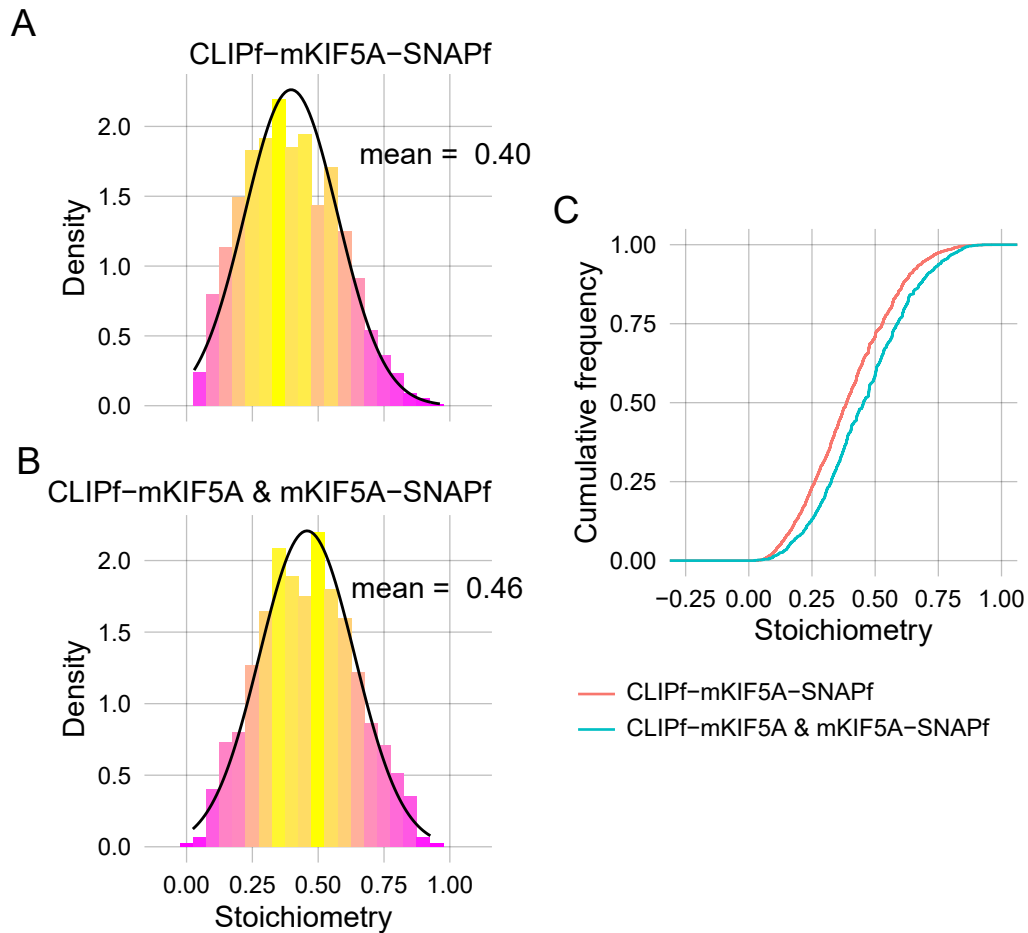 A
CLIPf−mKIF5A−SNAPf
mean = 0.40
Density
2.0
1.5
1.0
0.5
0.0
B
CLIPf−mKIF5A & mKIF5A−SNAPf
mean = 0.46
Density
2.0
1.5
1.0
0.5
0.0
0.00 0.25 0.50 0.75 1.00
Stoichiometry
C
Cumulative frequency
1.00
0.75
0.50
0.25
0.00
−0.25 0.00 0.25 0.50 0.75 1.00
Stoichiometry
CLIPf−mKIF5A−SNAPf
CLIPf−mKIF5A & mKIF5A−SNAPf